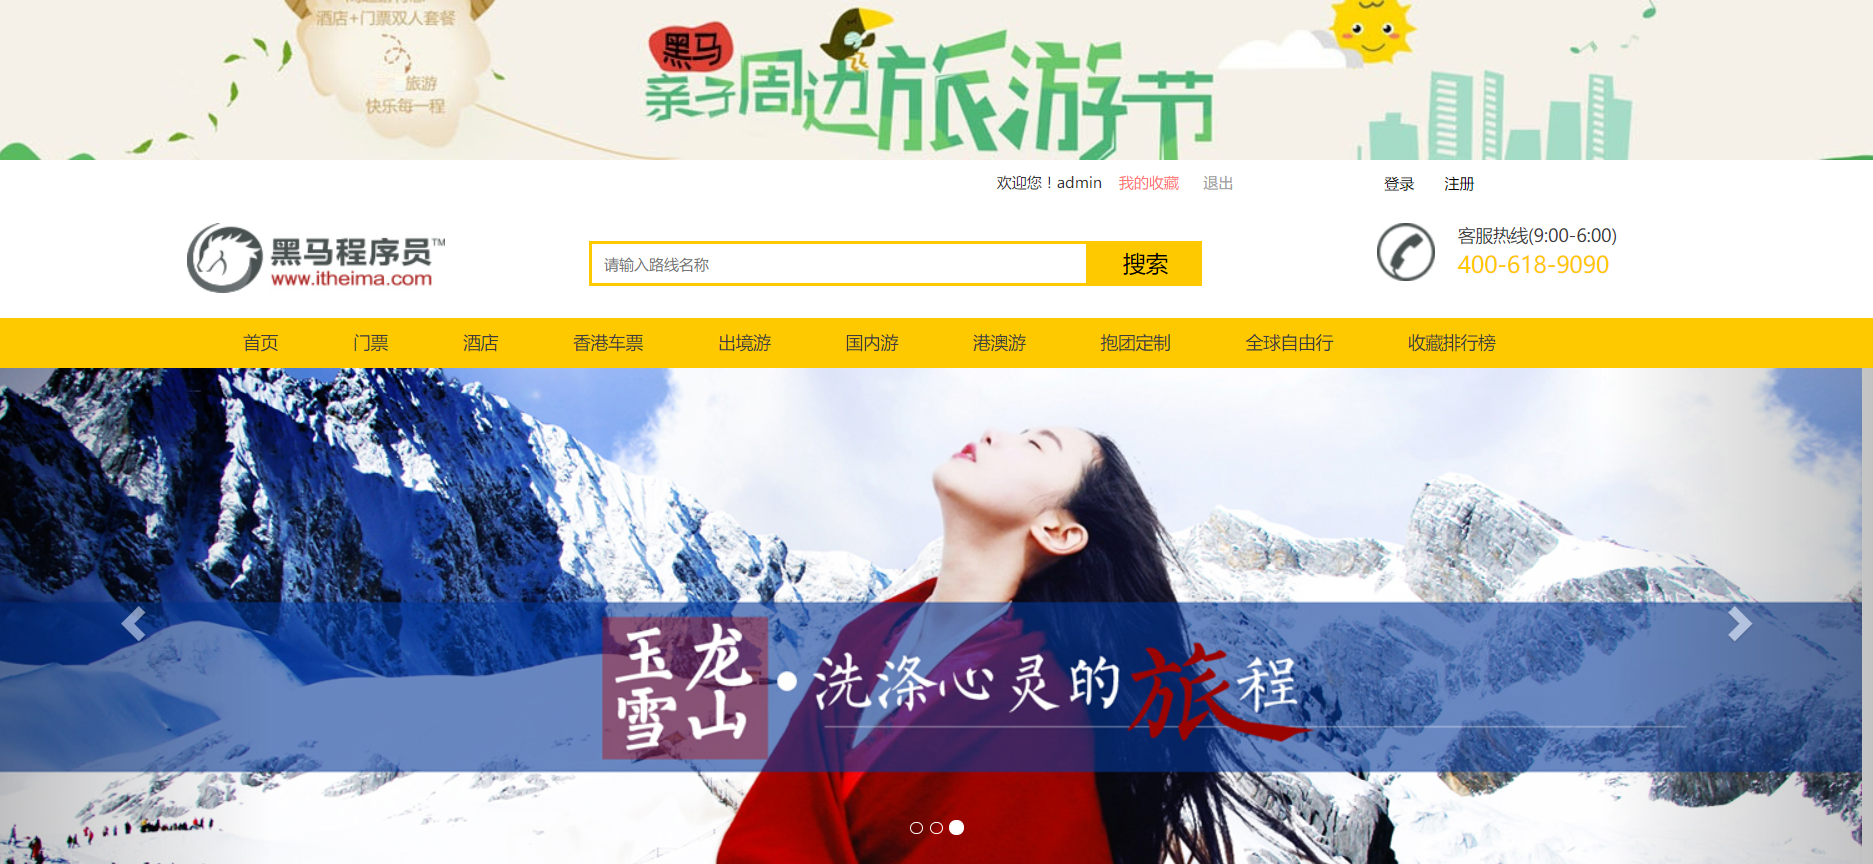 酒店+门票双人套餐
旅游
快乐每一程
黑马
亲子周边旅游节
欢迎您！admin 我的收藏 退出 登录 注册
黑马程序员™
www.itheima.com
请输入路线名称 搜索
客服热线(9:00-6:00)
400-618-9090
首页 门票 酒店 香港车票 出境游 国内游 港澳游 抱团定制 全球自由行 收藏排行榜
玉龙
雪山
洗涤心灵的旅程